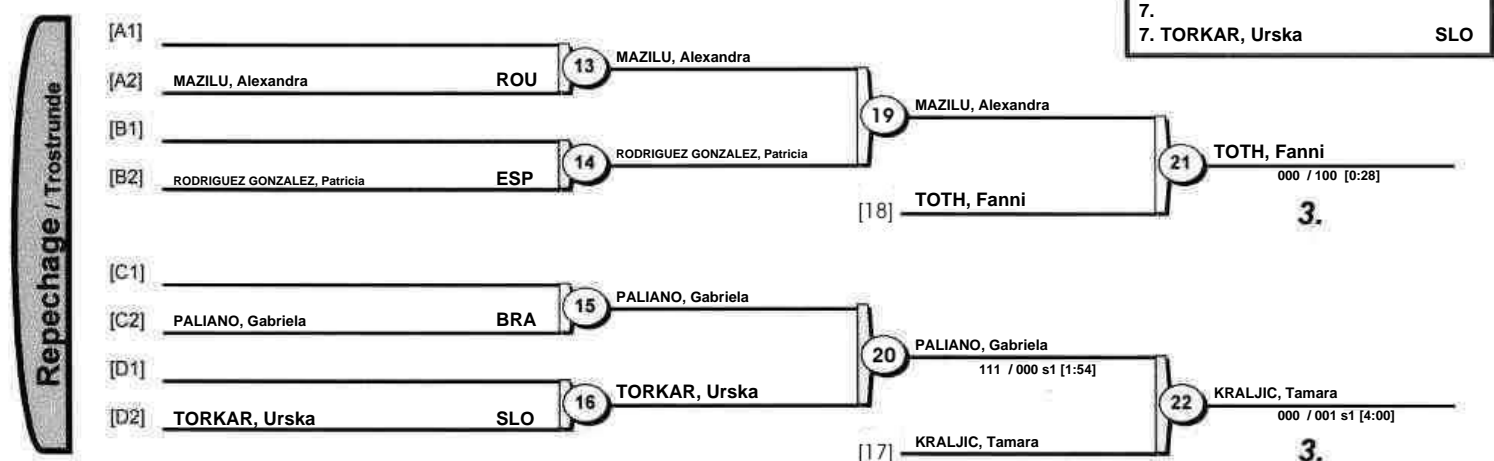 7.
7. TORKAR, Urska SLO
Repechage / Trostrunde
[A1]
[A2] MAZILU, Alexandra ROU
13 MAZILU, Alexandra
[B1]
[B2] RODRIGUEZ GONZALEZ, Patricia ESP
14 RODRIGUEZ GONZALEZ, Patricia
19 MAZILU, Alexandra
[18] TOTH, Fanni
21 TOTH, Fanni
000 / 100 [0:28]
3.
[C1]
[C2] PALIANO, Gabriela BRA
15 PALIANO, Gabriela
[D1]
[D2] TORKAR, Urska SLO
16 TORKAR, Urska
20 PALIANO, Gabriela
111 / 000 s1 [1:54]
[17] KRALJIC, Tamara
22 KRALJIC, Tamara
000 / 001 s1 [4:00]
3.